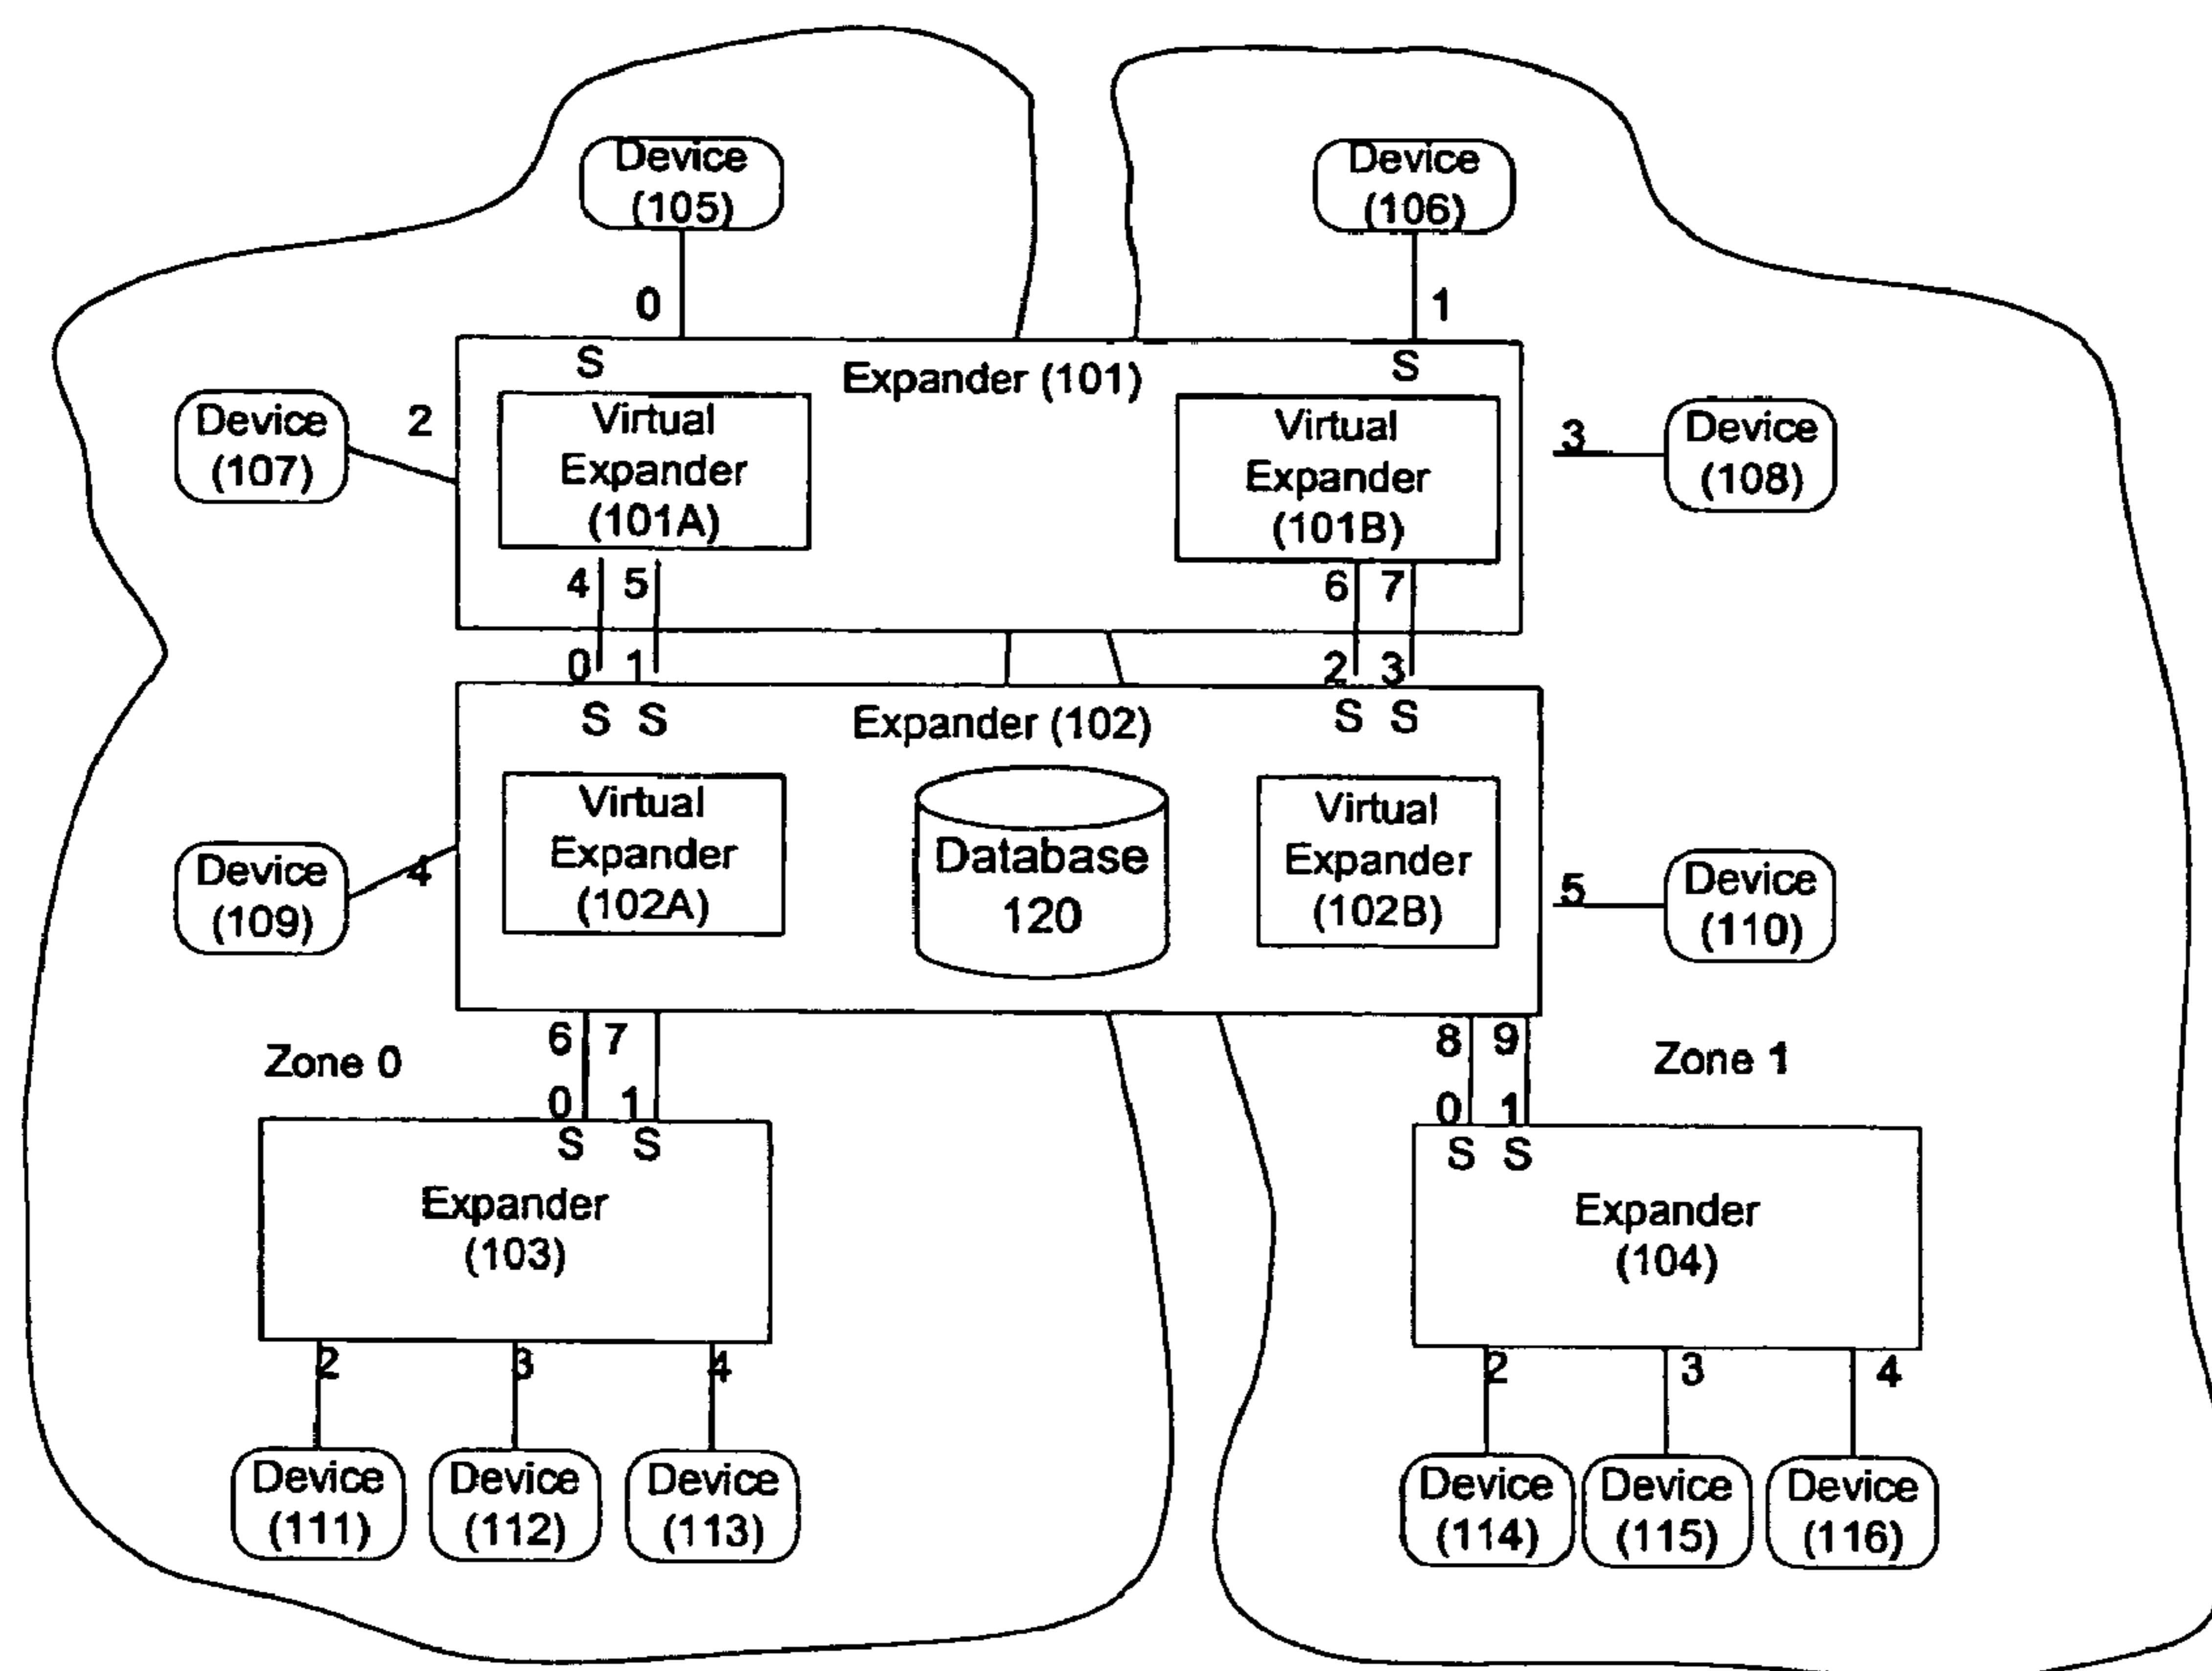 Device
(105)
Device
(106)
0
1
S
Expander (101)
S
Device
(107)
2
Virtual
Expander
(101A)
Virtual
Expander
(101B)
3
Device
(108)
4 5
6 7
0 1
2 3
S S
Expander (102)
S S
Device
(109)
4
Virtual
Expander
(102A)
Database
120
Virtual
Expander
(102B)
5
Device
(110)
Zone 0
6 7
8 9
Zone 1
0 1
0 1
S S
S S
Expander
(103)
Expander
(104)
2
3
4
2
3
4
Device
(111)
Device
(112)
Device
(113)
Device
(114)
Device
(115)
Device
(116)